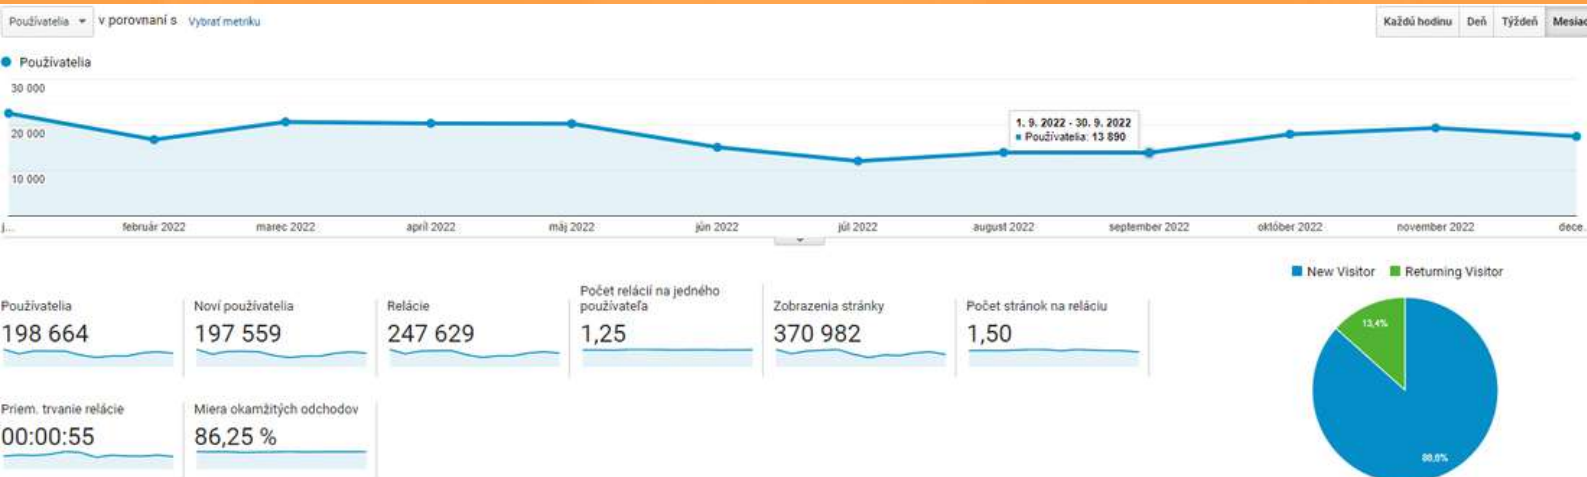 Používatelia v porovnaní s Vybrať metriku
Každú hodinu Deň Týždeň Mesiac
Používatelia
30 000
1. 9. 2022 - 30. 9. 2022
Používatelia: 13 890
20 000
10 000
j... február 2022 marec 2022 apríl 2022 máj 2022 jún 2022 júl 2022 august 2022 september 2022 október 2022 november 2022 dece...
New Visitor Returning Visitor
Používatelia
198 664
Noví používatelia
197 559
Relácie
247 629
Počet relácií na jedného
používateľa
1,25
Zobrazenia stránky
370 982
Počet stránok na reláciu
1,50
13,4%
Priem. trvanie relácie
00:00:55
Miera okamžitých odchodov
86,25 %
86,6%